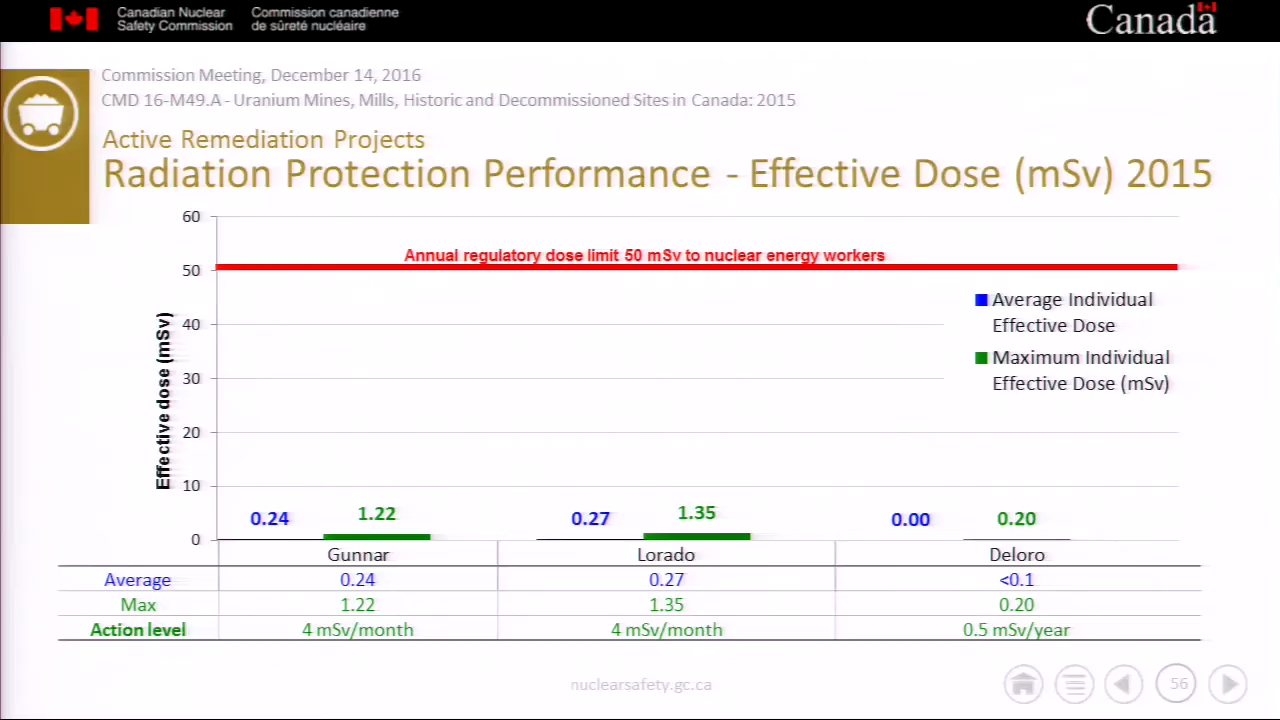 Canadian Nuclear Safety Commission
Commission canadienne de sûreté nucléaire
Canada
Commission Meeting, December 14, 2016
CMD 16-M49.A - Uranium Mines, Mills, Historic and Decommissioned Sites in Canada: 2015
Active Remediation Projects
Radiation Protection Performance - Effective Dose (mSv) 2015
Effective dose (mSv)
60
50
40
30
20
10
0
Annual regulatory dose limit 50 mSv to nuclear energy workers
Average Individual
Effective Dose
Maximum Individual
Effective Dose (mSv)
0.24 1.22 0.27 1.35 0.00 0.20
Gunnar Lorado Deloro
Average 0.24 0.27 <0.1
Max 1.22 1.35 0.20
Action level 4 mSv/month 4 mSv/month 0.5 mSv/year
nuclearsafety.gc.ca
56